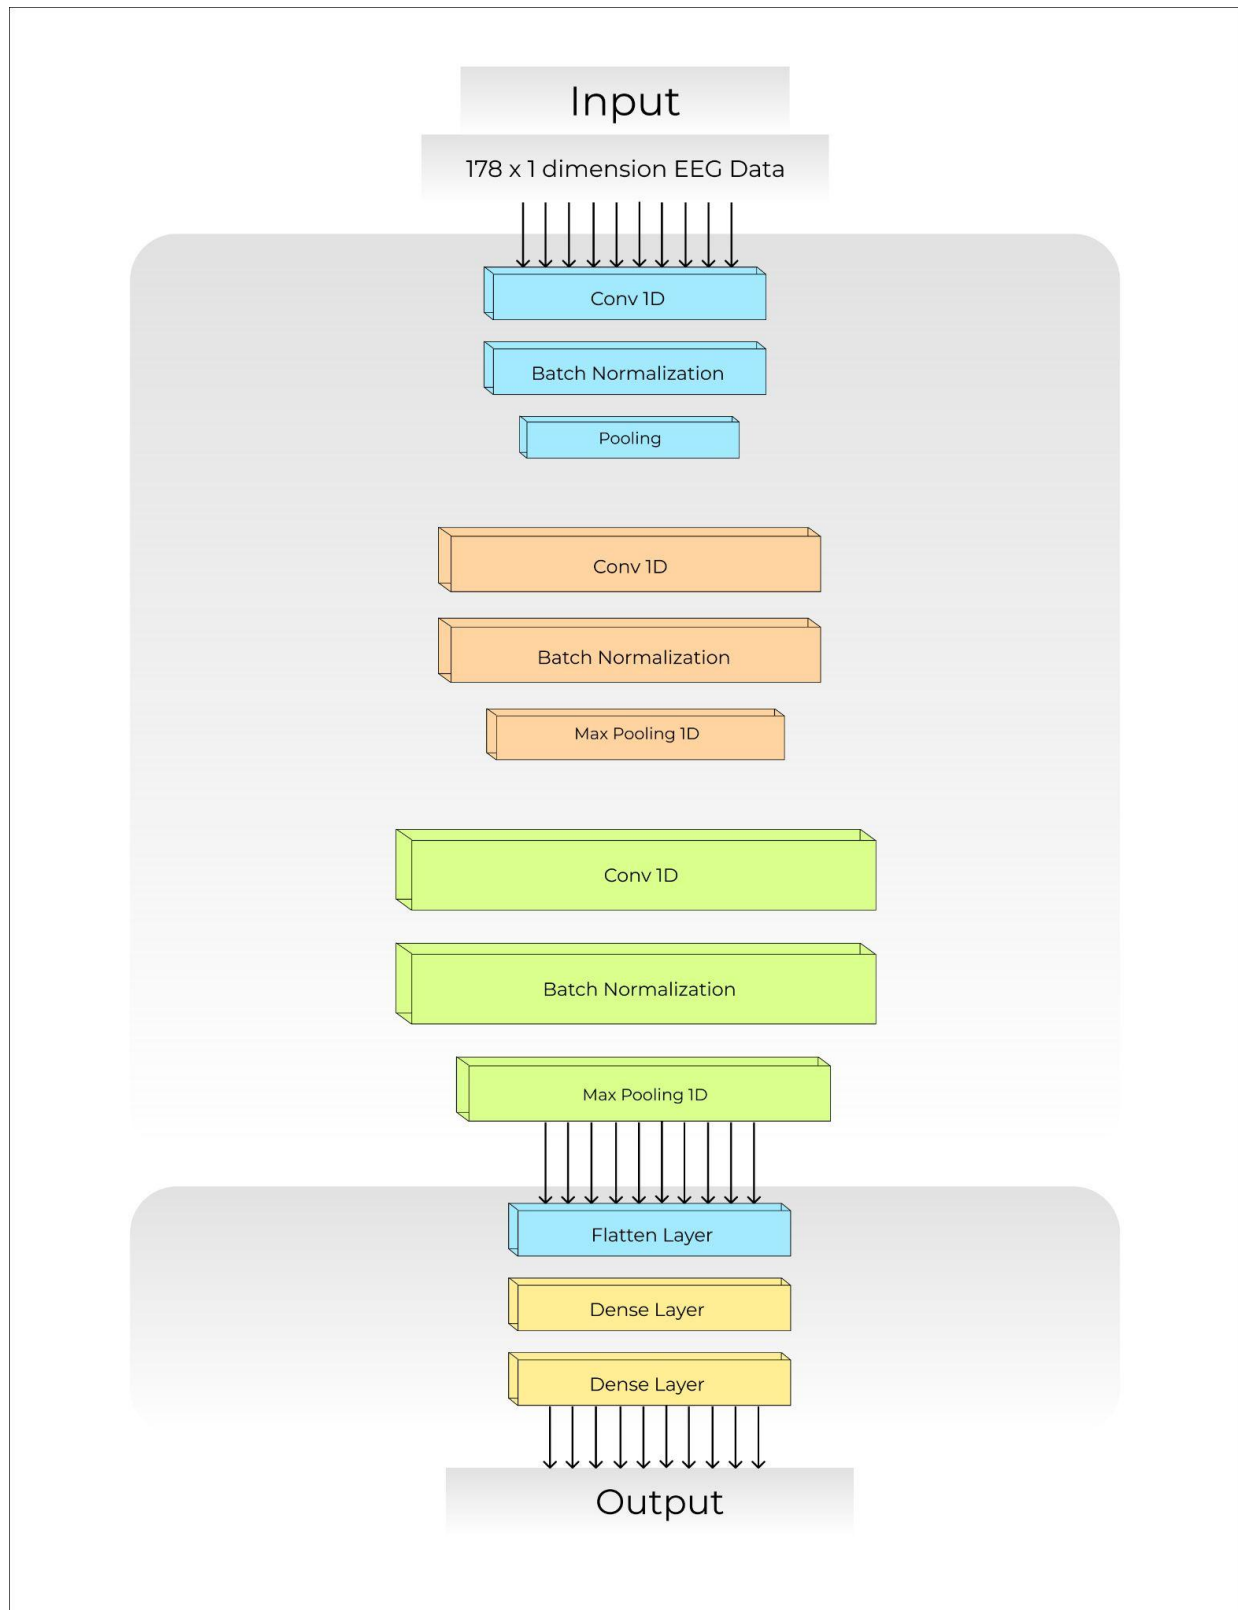 Input
178 x 1 dimension EEG Data
Conv 1D
Batch Normalization
Pooling
Conv 1D
Batch Normalization
Max Pooling 1D
Conv 1D
Batch Normalization
Max Pooling 1D
Flatten Layer
Dense Layer
Dense Layer
Output